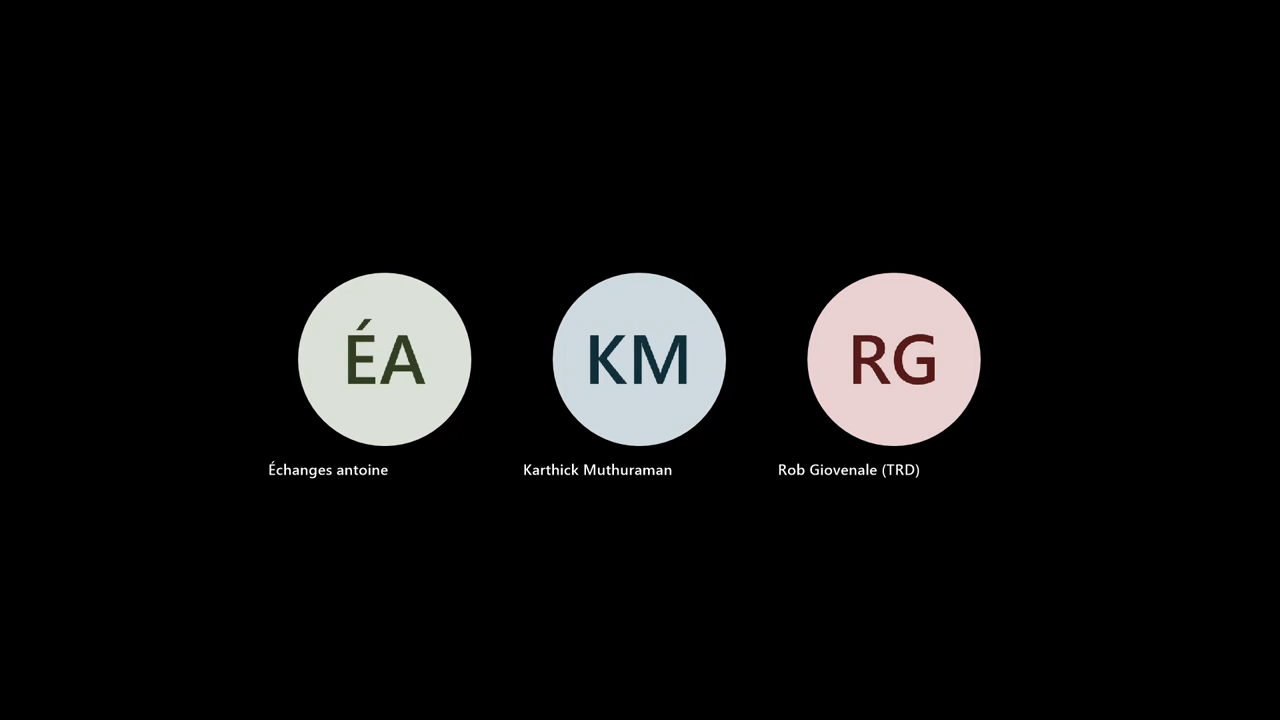 ÉA
KM
RG
Échanges antoine
Karthick Muthuraman
Rob Giovenale (TRD)